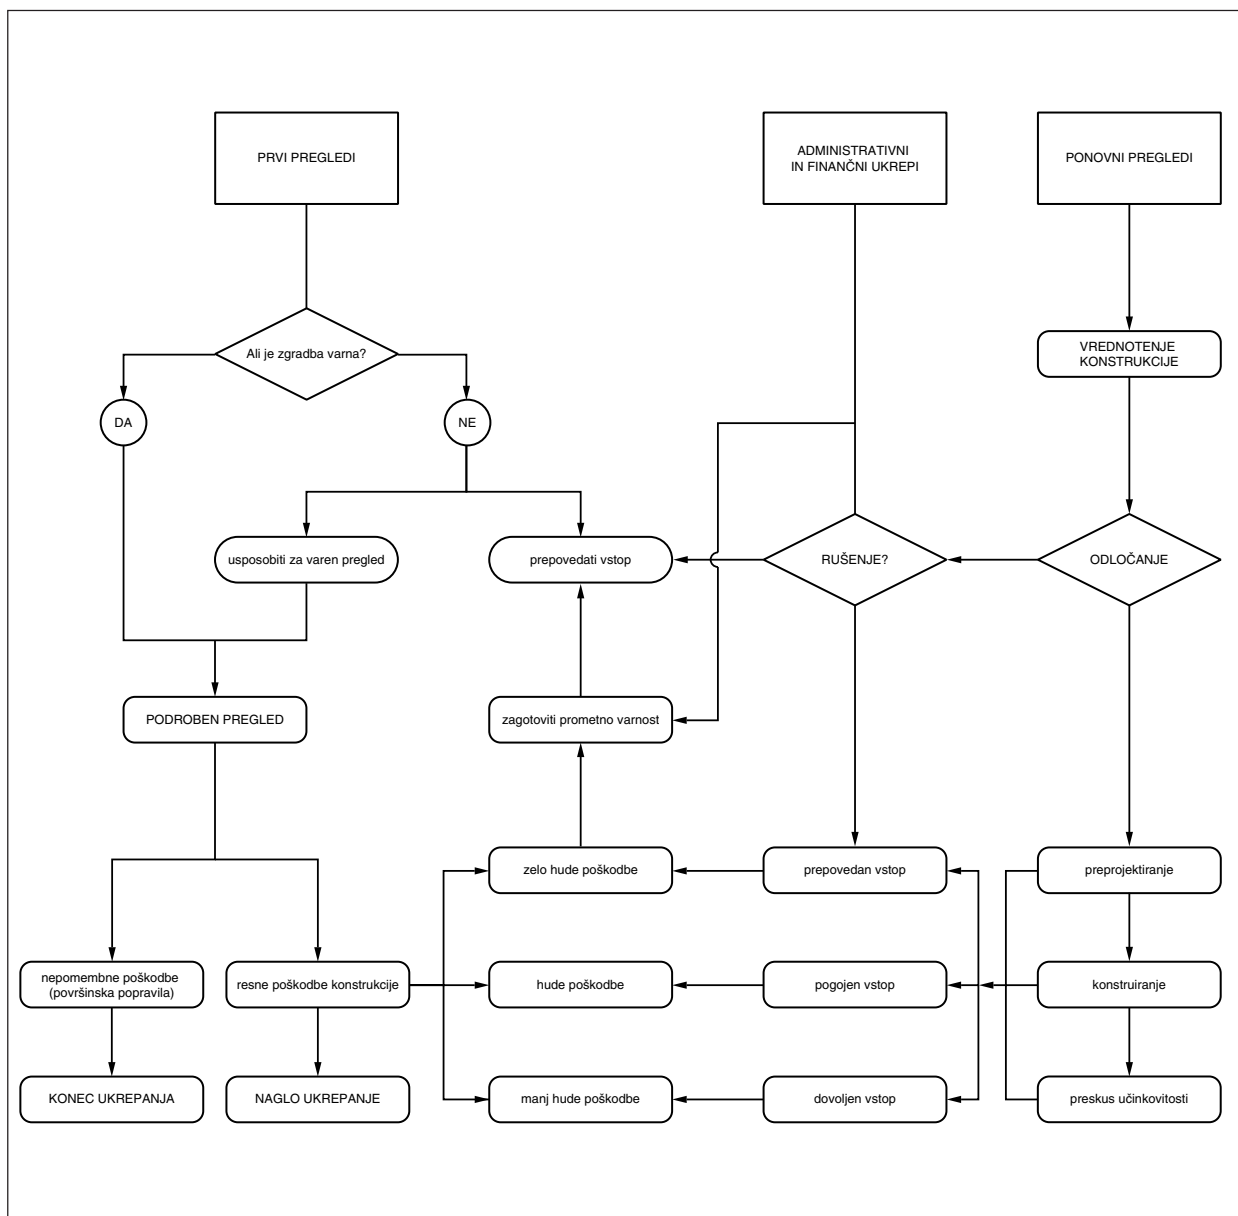 PRVI PREGLEDI
ADMINISTRATIVNI
IN FINANČNI UKREPI
PONOVNI PREGLEDI
Ali je zgradba varna?
VREDNOTENJE
KONSTRUKCIJE
DA
NE
usposobiti za varen pregled
prepovedati vstop
RUŠENJE?
ODLOČANJE
PODROBEN PREGLED
zagotoviti prometno varnost
zelo hude poškodbe
prepovedan vstop
preprojektiranje
nepomembne poškodbe
(površinska popravila)
resne poškodbe konstrukcije
hude poškodbe
pogojen vstop
konstruiranje
KONEC UKREPANJA
NAGLO UKREPANJE
manj hude poškodbe
dovoljen vstop
preskus učinkovitosti